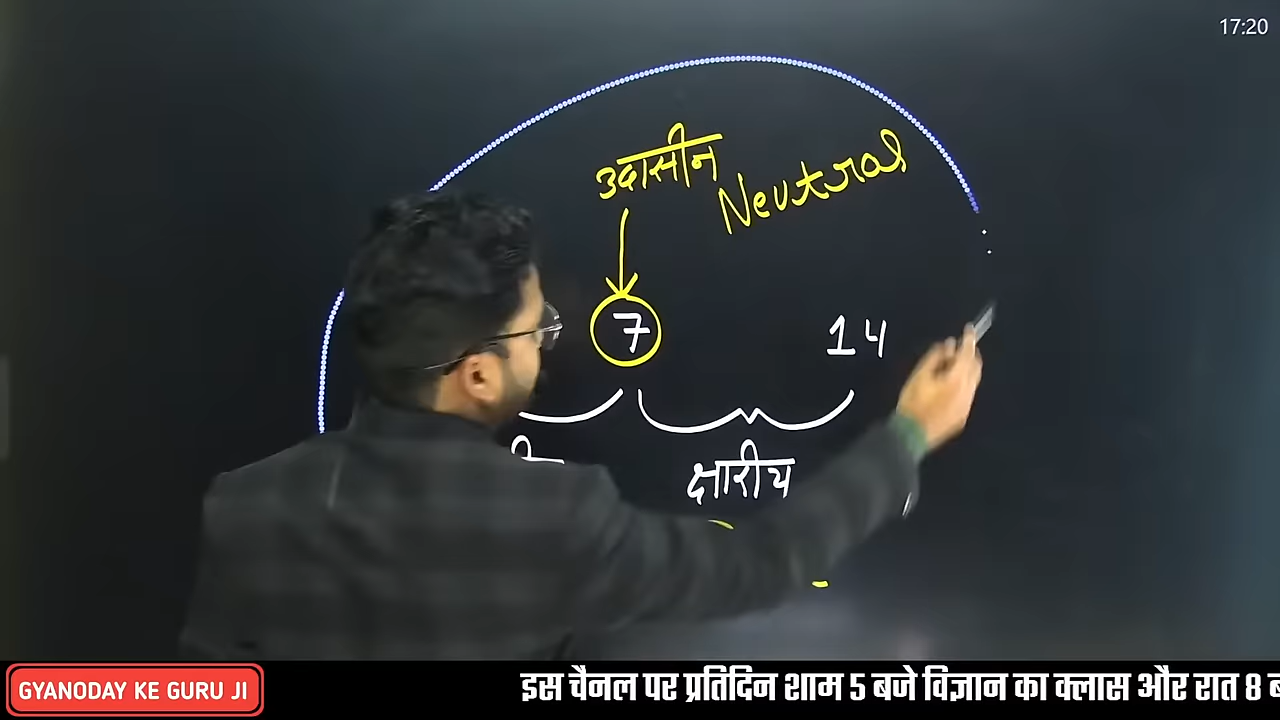 17:20
उदासीन
Neutral
7
14
क्षारीय
GYANODAY KE GURU JI
इस चैनल पर प्रतिदिन शाम 5 बजे विज्ञान का क्लास और रात 8